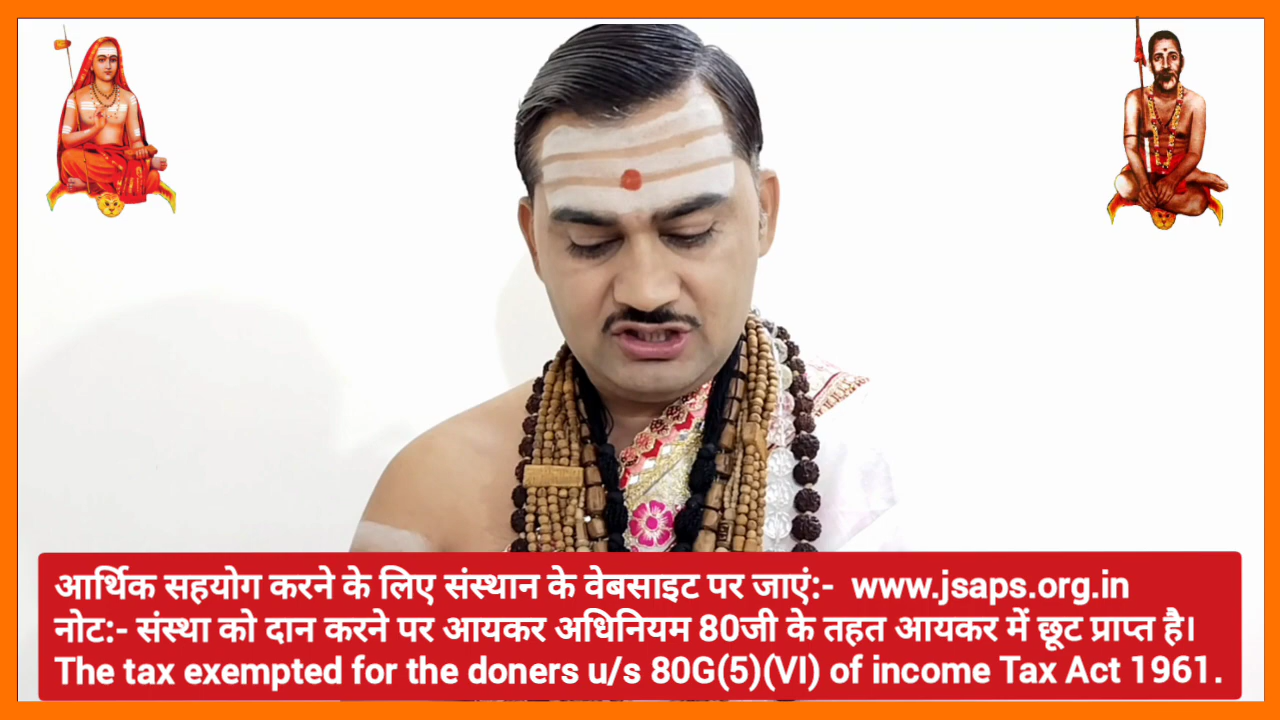 आर्थिक सहयोग करने के लिए संस्थान के वेबसाइट पर जाएं:- www.jsaps.org.in
नोट:- संस्था को दान करने पर आयकर अधिनियम 80जी के तहत आयकर में छूट प्राप्त है।
The tax exempted for the doners u/s 80G(5)(VI) of income Tax Act 1961.